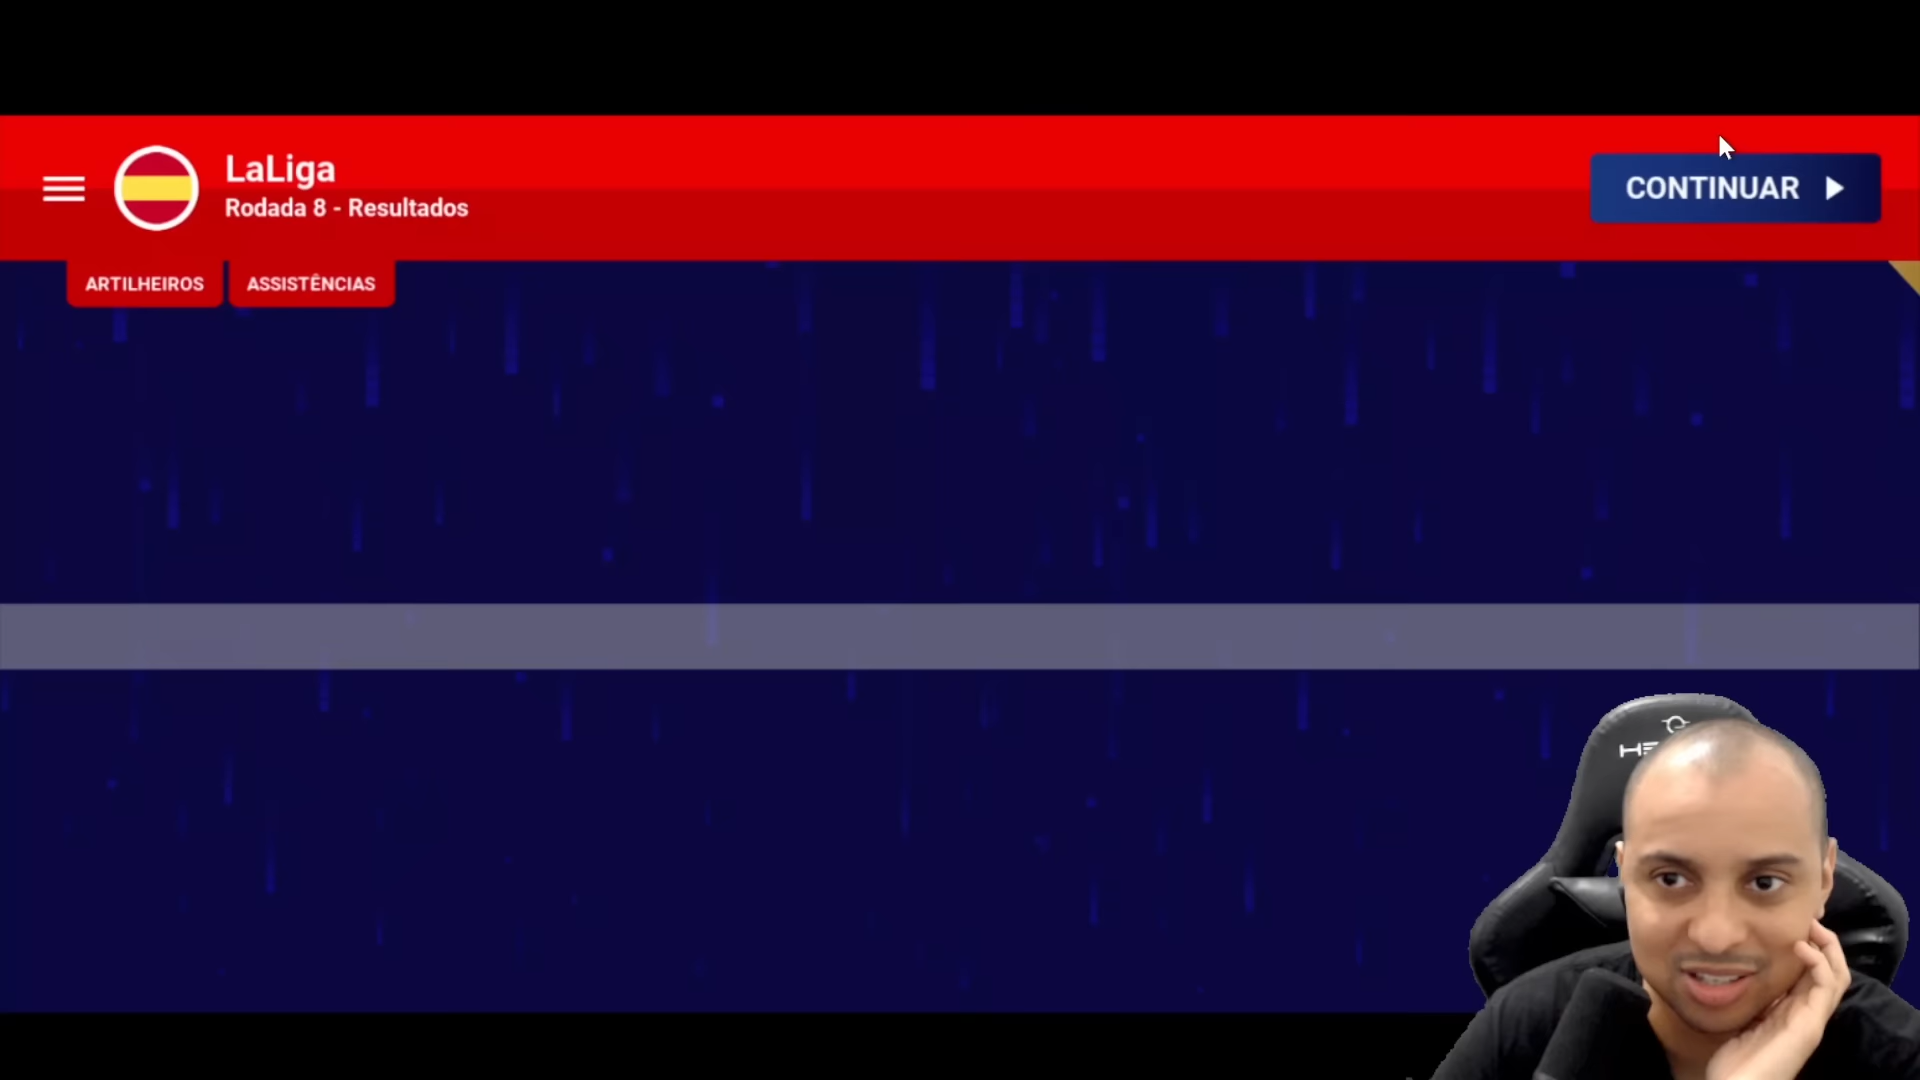 LaLiga
Rodada 8 - Resultados
CONTINUAR
ARTILHEIROS
ASSISTÊNCIAS